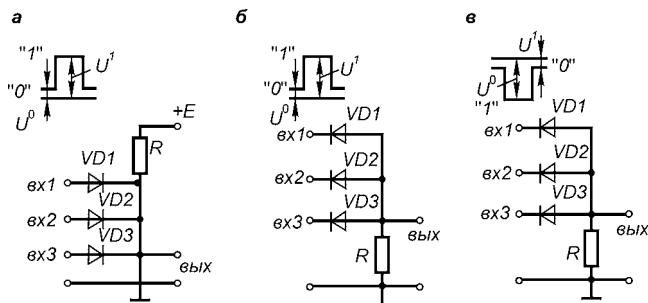 а
"1"
U¹
"0"
U⁰
+E
R
VD1
вх1
VD2
вх2
VD3
вх3
вых
б
"1"
U¹
"0"
U⁰
VD1
вх1
VD2
вх2
VD3
вх3
вых
R
в
U¹
"0"
U⁰
"1"
VD1
вх1
VD2
вх2
VD3
вх3
вых
R